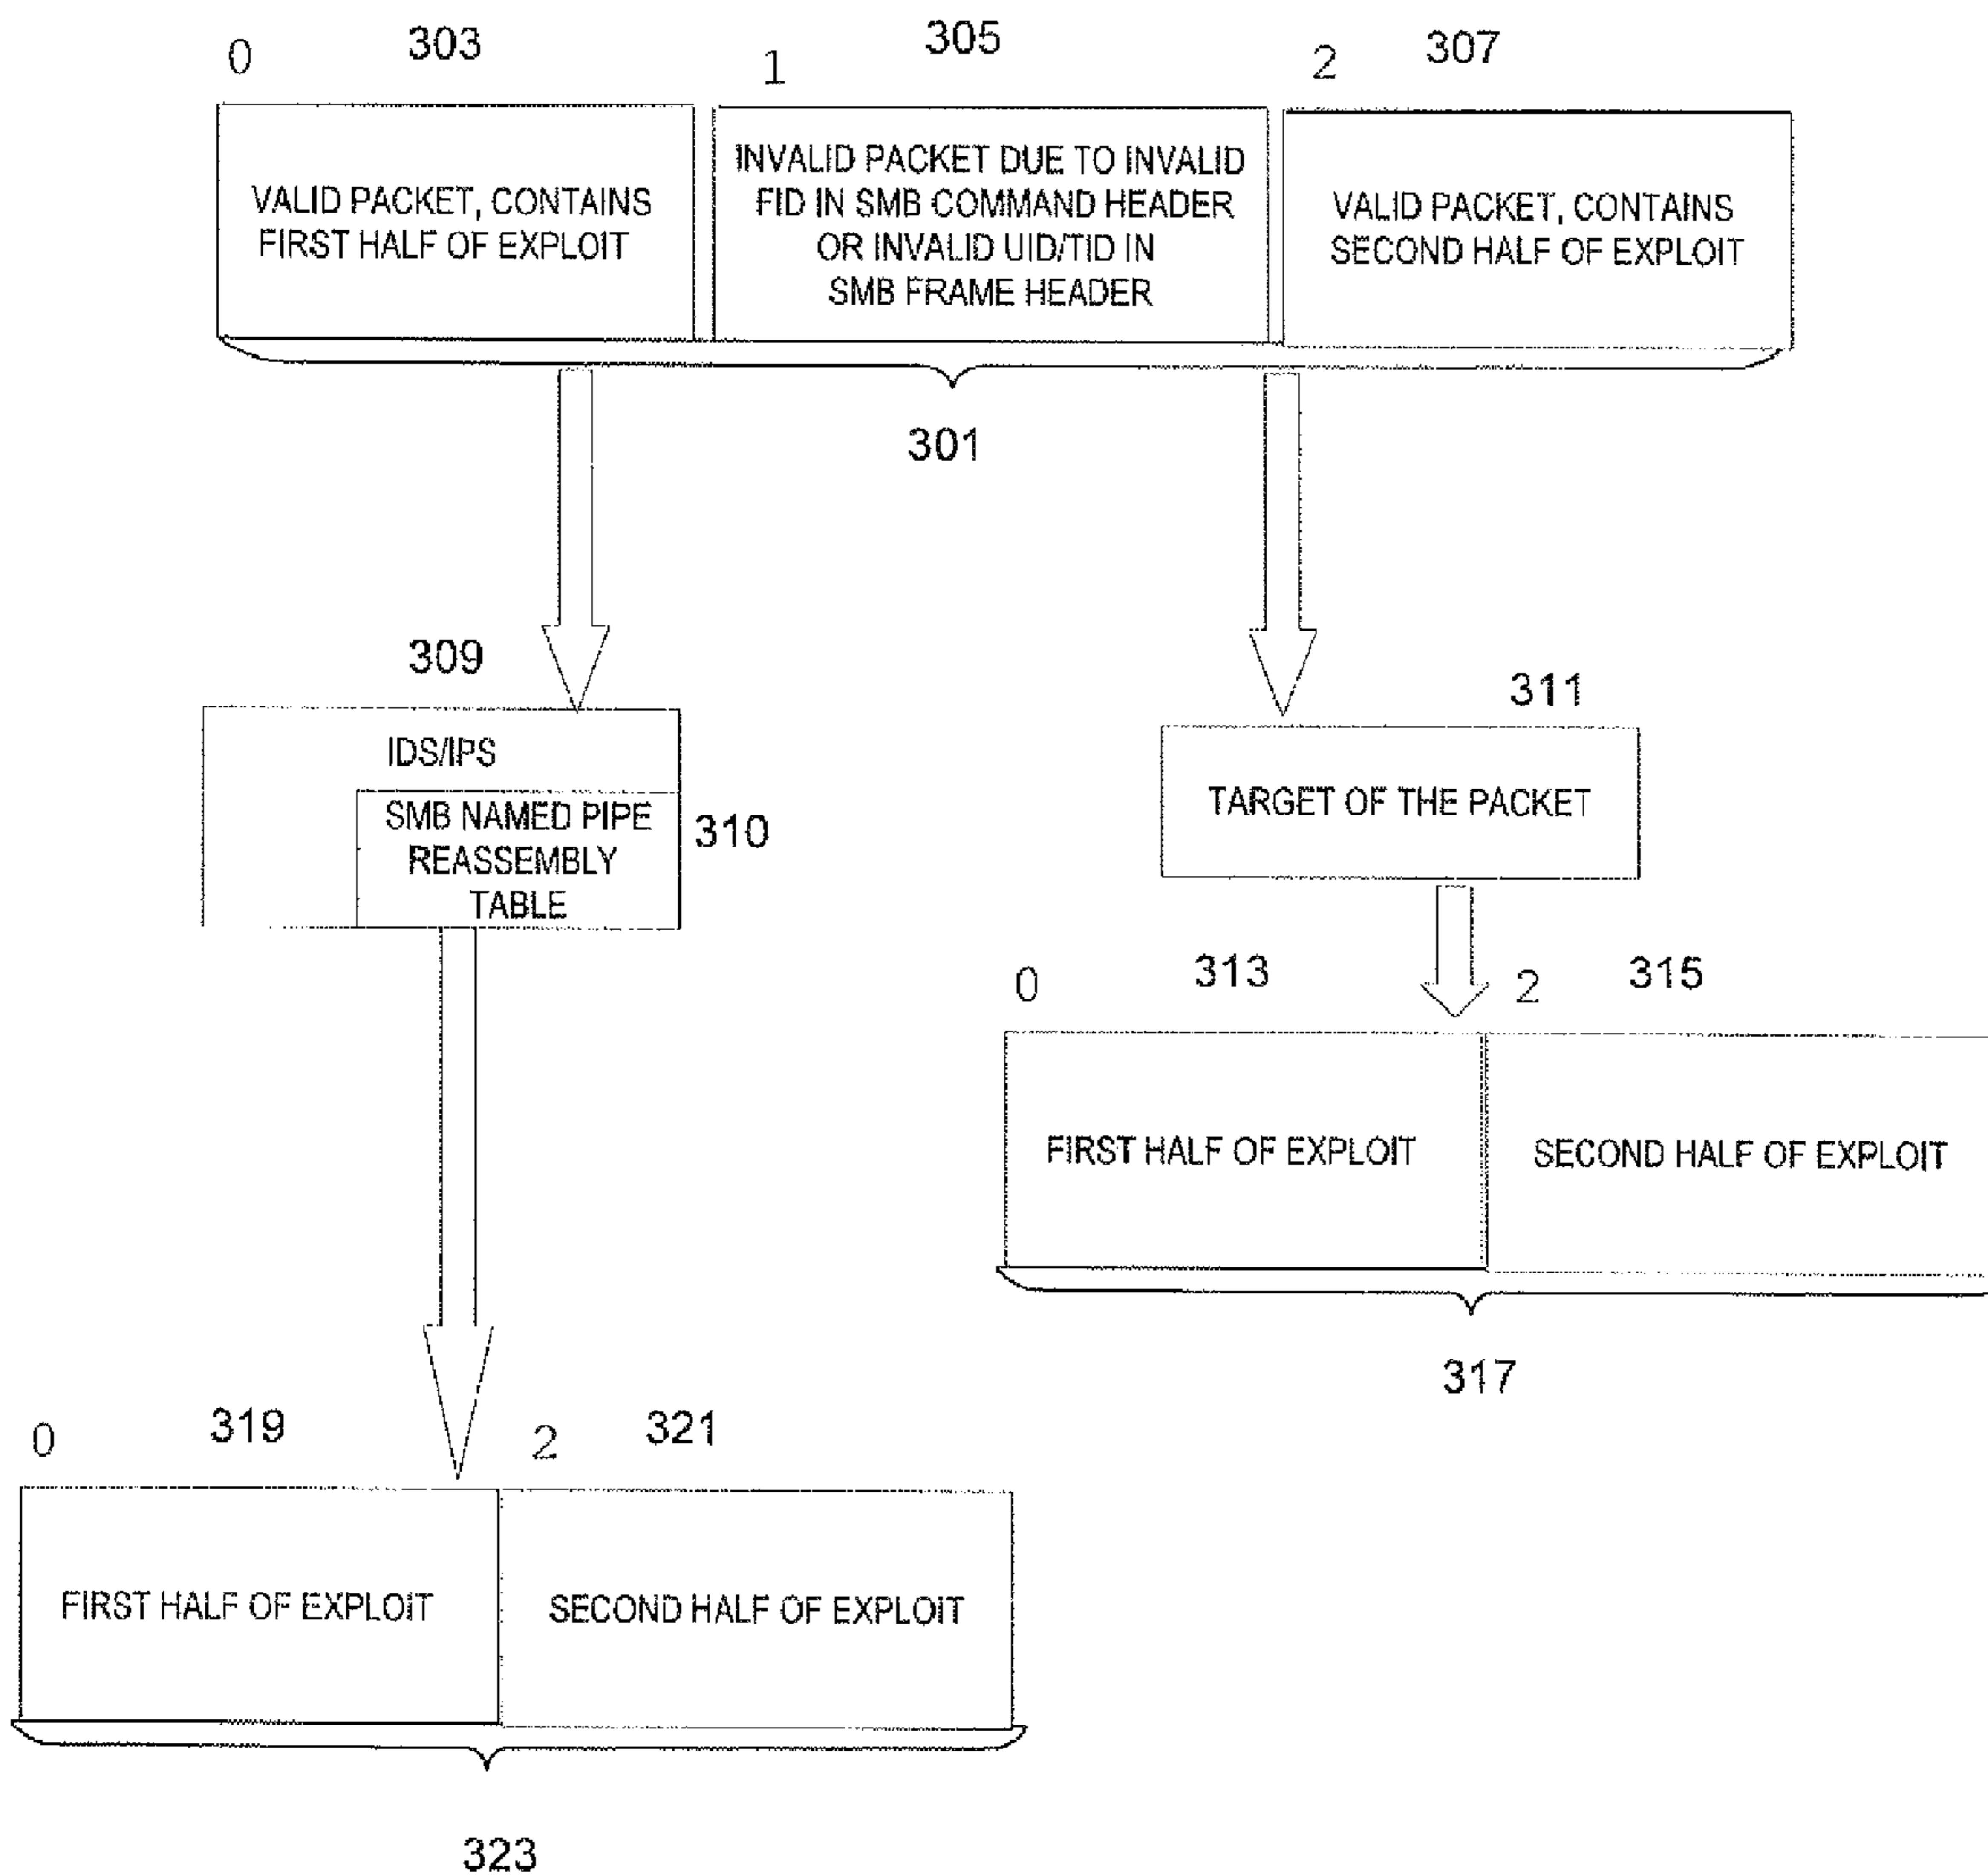 0 303 1 305 2 307
VALID PACKET, CONTAINS
FIRST HALF OF EXPLOIT
INVALID PACKET DUE TO INVALID
FID IN SMB COMMAND HEADER
OR INVALID UID/TID IN
SMB FRAME HEADER
VALID PACKET, CONTAINS
SECOND HALF OF EXPLOIT
301
309
IDS/IPS
SMB NAMED PIPE
REASSEMBLY
TABLE
310
311
TARGET OF THE PACKET
0 313 2 315
FIRST HALF OF EXPLOIT
SECOND HALF OF EXPLOIT
317
0 319 2 321
FIRST HALF OF EXPLOIT
SECOND HALF OF EXPLOIT
323